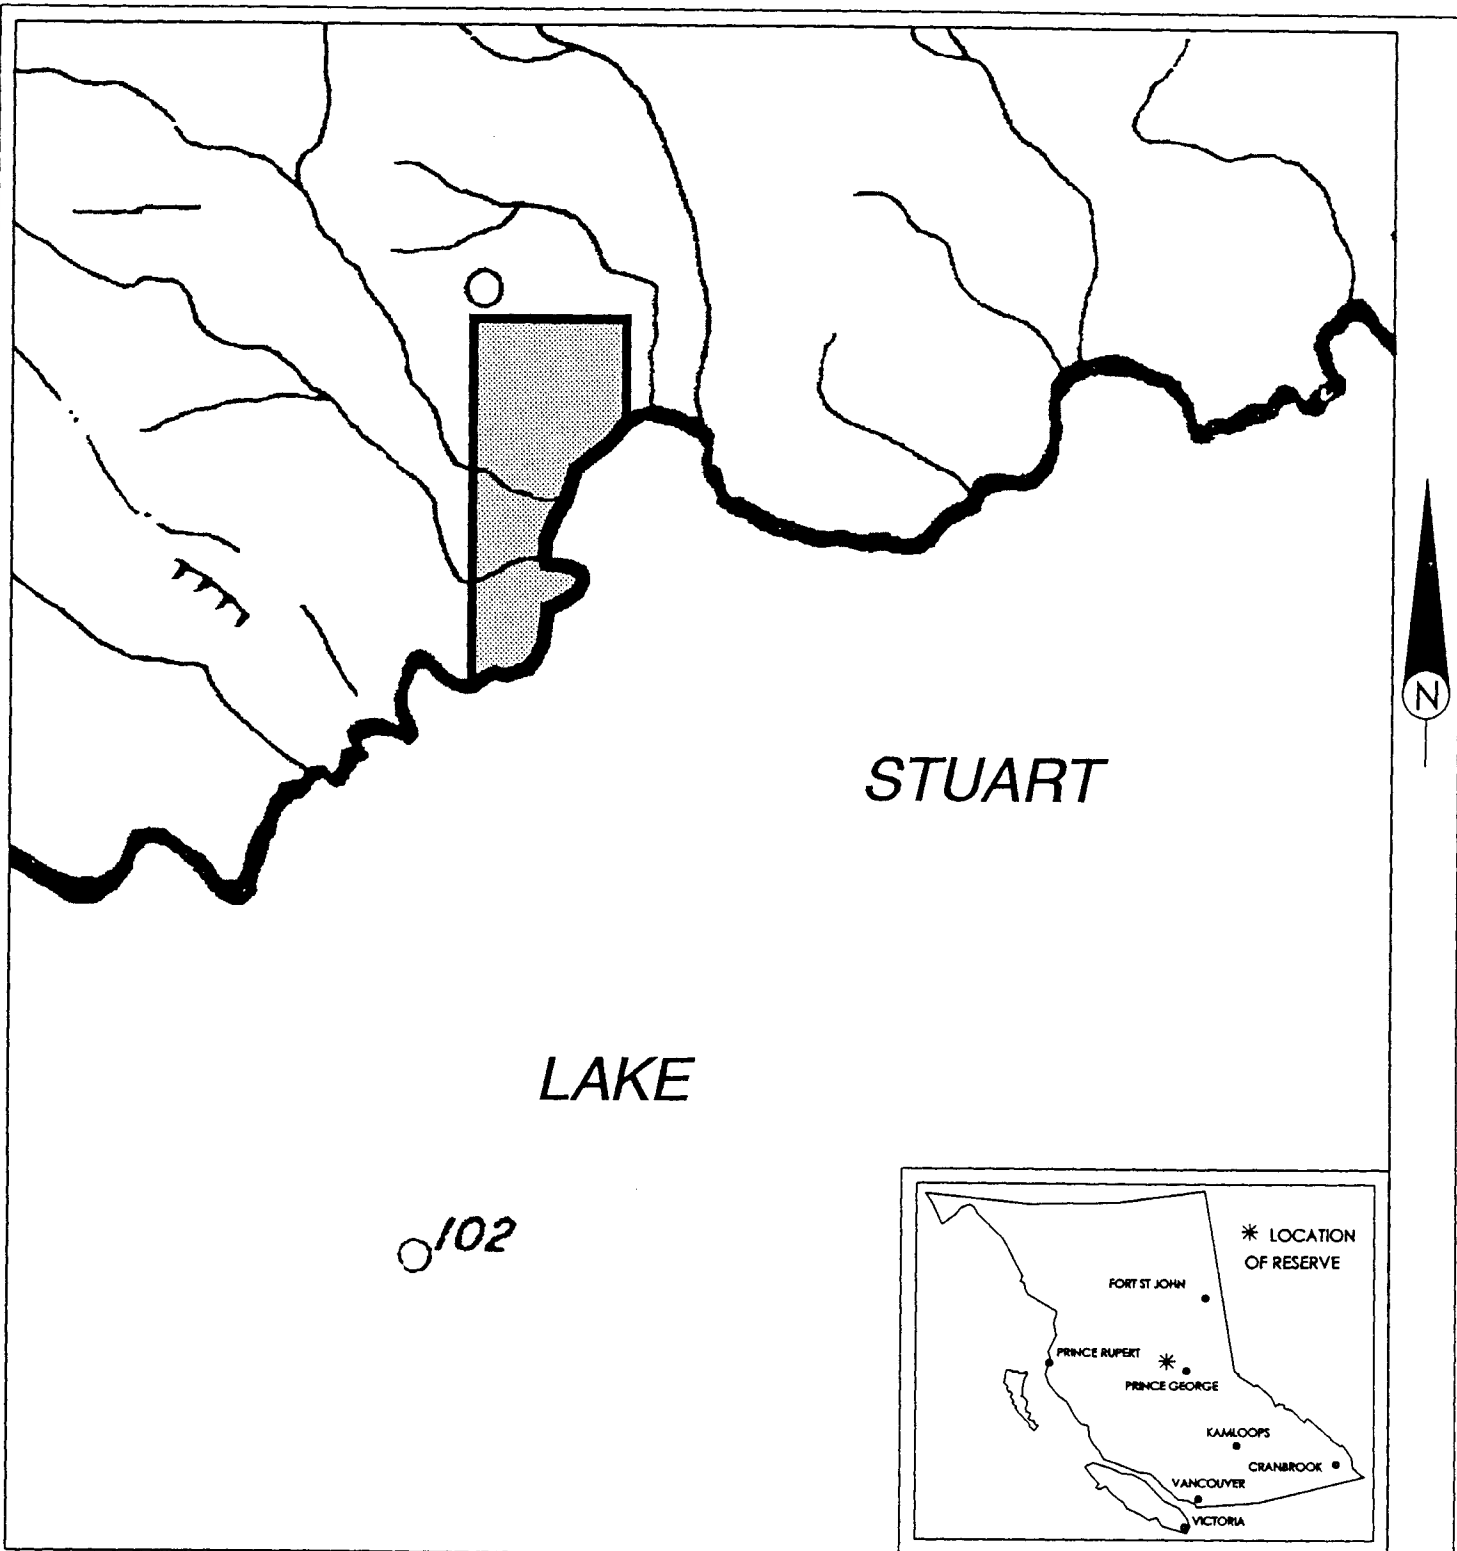 N
STUART
LAKE
102
LOCATION
OF RESERVE
FORT ST JOHN
PRINCE RUPERT
PRINCE GEORGE
KAMLOOPS
CRANBROOK
VANCOUVER
VICTORIA